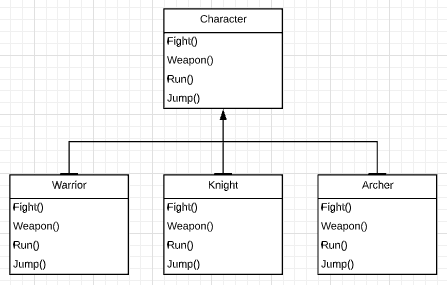 Character
Fight()
Weapon()
Run()
Jump()
Warrior
Fight()
Weapon()
Run()
Jump()
Knight
Fight()
Weapon()
Run()
Jump()
Archer
Fight()
Weapon()
Run()
Jump()